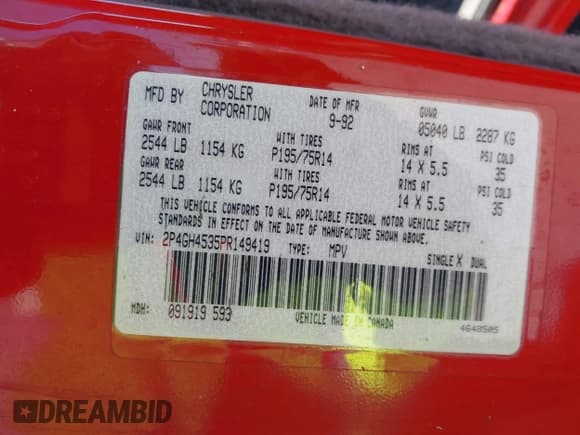 MFD BY CHRYSLER CORPORATION DATE OF MFR 9-92 GVWR 05040 LB 2287 KG
GAWR FRONT WITH TIRES RIMS AT PSI COLD
2544 LB 1154 KG P195/75R14 14 X 5.5 35
GAWR REAR WITH TIRES RIMS AT PSI COLD
2544 LB 1154 KG P195/75R14 14 X 5.5 35
THIS VEHICLE CONFORMS TO ALL APPLICABLE FEDERAL MOTOR VEHICLE SAFETY
STANDARDS IN EFFECT ON THE DATE OF MANUFACTURE SHOWN ABOVE.
VIN: 2P4GH4535PR149419 TYPE: MPV SINGLE X DUAL
MDH: 091919 593 VEHICLE MADE IN CANADA 4648505
DREAMBID